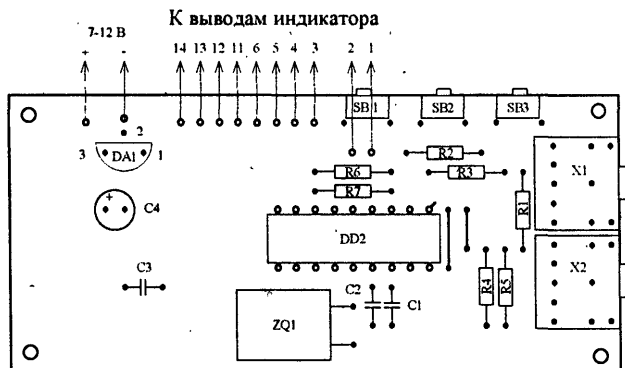 К выводам индикатора
7-12 В
+ -
14 13 12 11 6 5 4 3 2 1
SB1 SB2 SB3
2
3 DA1 1
R2
R6 R3 X1
R7
+
C4 R1
DD2
X2
C3 C2 C1 R4 R5
ZQ1